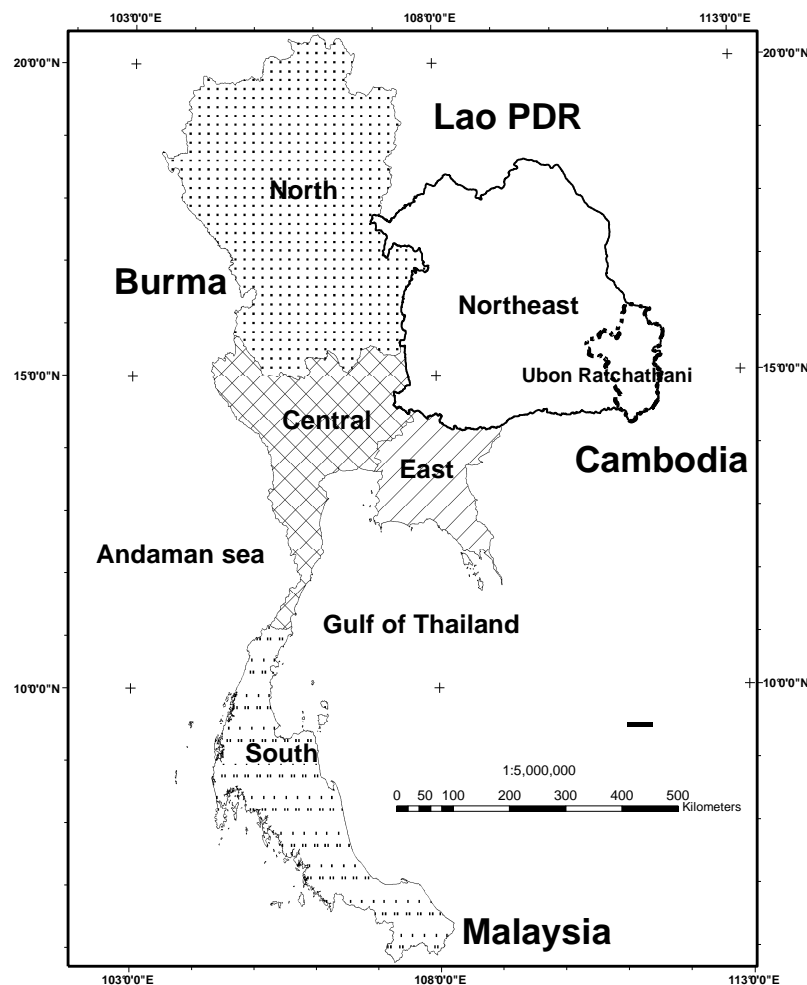 103°0'0"E 108°0'0"E 113°0'0"E
20°0'0"N 20°0'0"N
Lao PDR
North
Burma
Northeast
15°0'0"N 15°0'0"N
Ubon Ratchathani
Central
East
Cambodia
Andaman sea
Gulf of Thailand
10°0'0"N 10°0'0"N
South
1:5,000,000
0 50 100 200 300 400 500
Kilometers
Malaysia
103°0'0"E 108°0'0"E 113°0'0"E